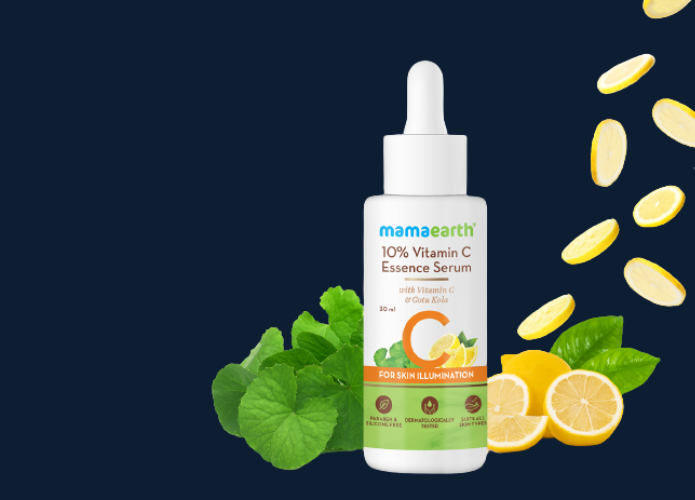 mamaearth
10% Vitamin C
Essence Serum
with Vitamin C
& Gotu Kola
30 ml
C
FOR SKIN ILLUMINATION
DERMATOLOGICALLY
TESTED